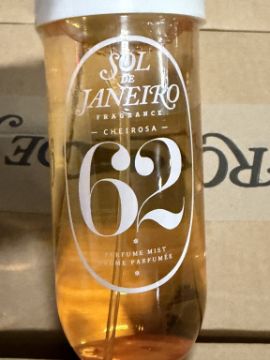 SOL
DE
JANEIRO
FRAGRANCE
CHEIROSA
62
PERFUME MIST
BRUME PARFUMÉE